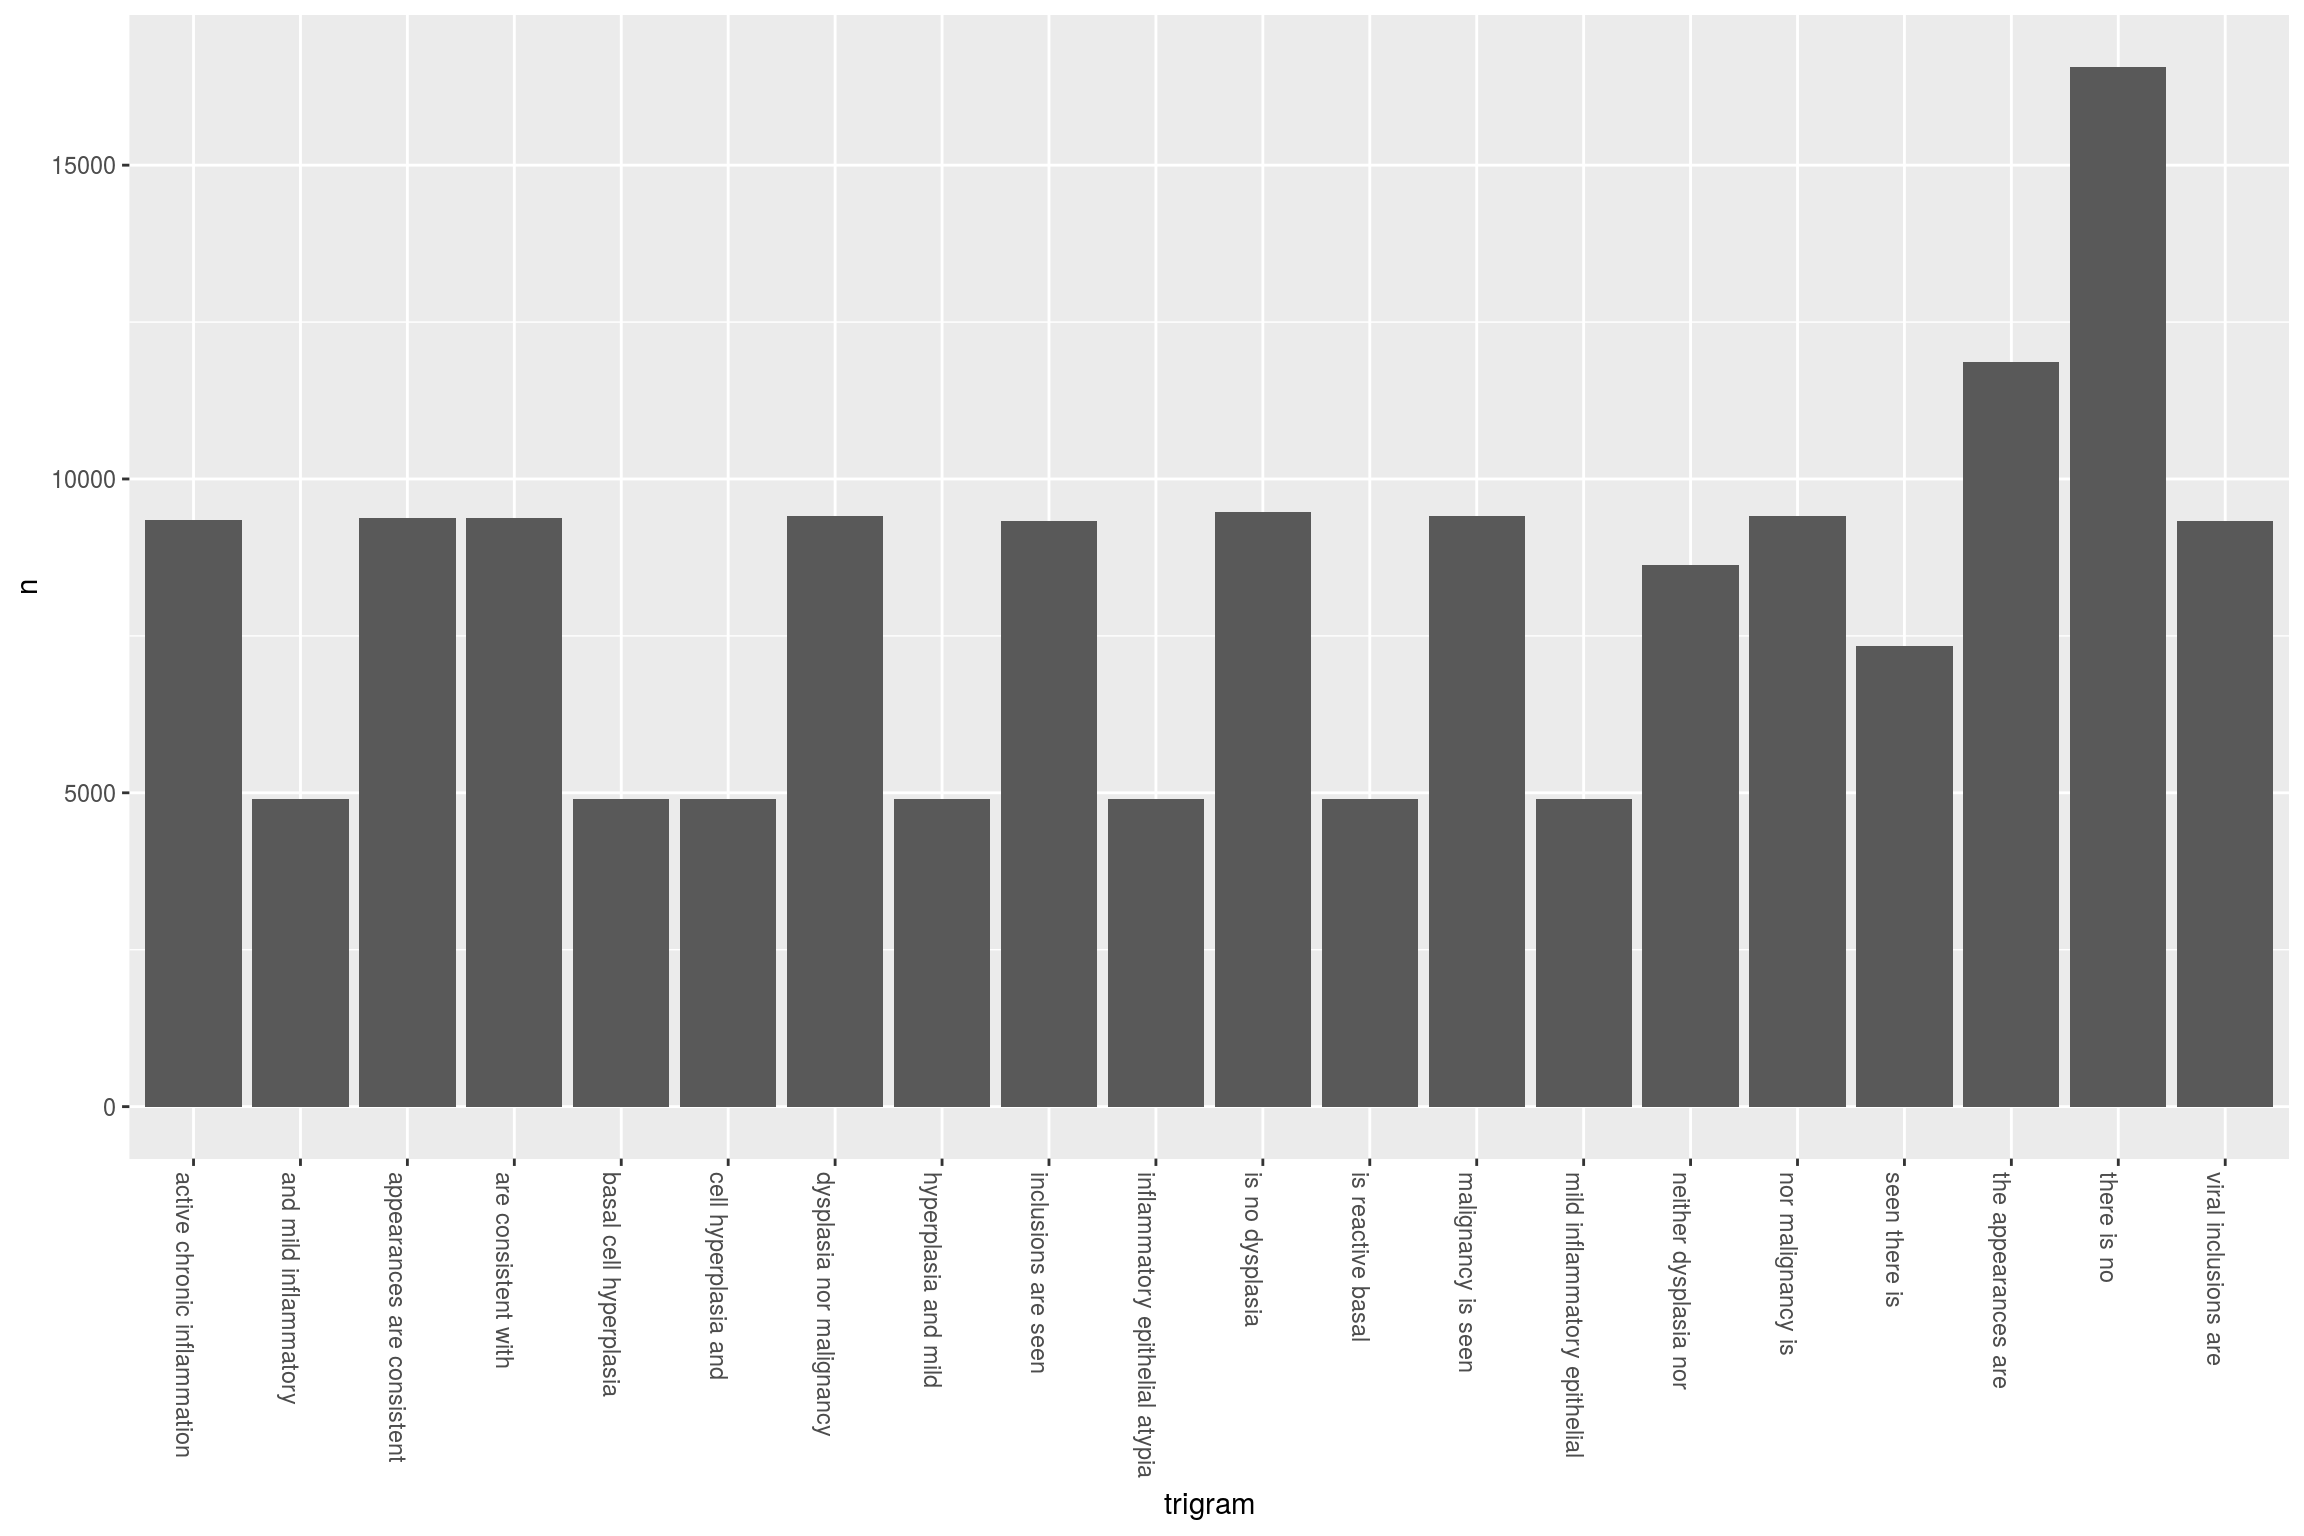 n
15000
10000
5000
0
active chronic inflammation
and mild inflammatory
appearances are consistent
are consistent with
basal cell hyperplasia
cell hyperplasia and
dysplasia nor malignancy
hyperplasia and mild
inclusions are seen
inflammatory epithelial atypia
is no dysplasia
is reactive basal
malignancy is seen
mild inflammatory epithelial
neither dysplasia nor
nor malignancy is
seen there is
the appearances are
there is no
viral inclusions are
trigram